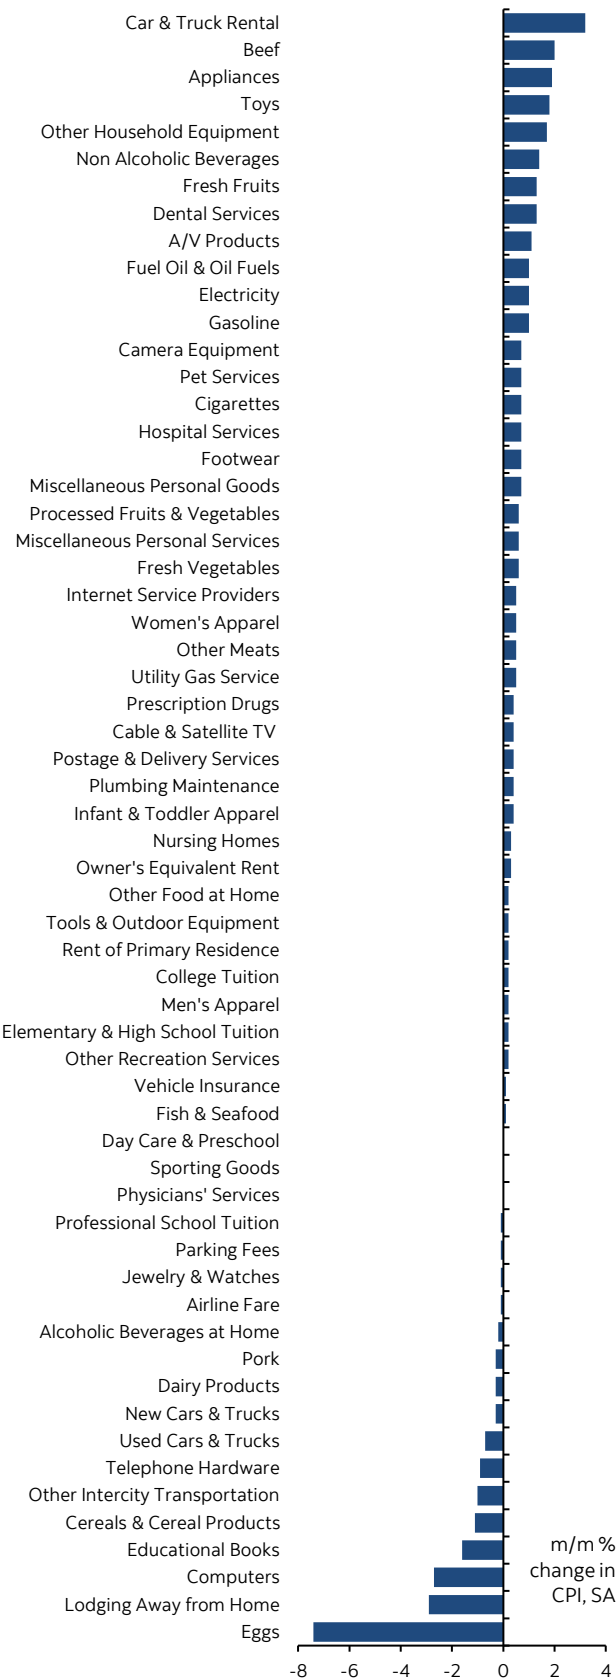 Car & Truck Rental
Beef
Appliances
Toys
Other Household Equipment
Non Alcoholic Beverages
Fresh Fruits
Dental Services
A/V Products
Fuel Oil & Oil Fuels
Electricity
Gasoline
Camera Equipment
Pet Services
Cigarettes
Hospital Services
Footwear
Miscellaneous Personal Goods
Processed Fruits & Vegetables
Miscellaneous Personal Services
Fresh Vegetables
Internet Service Providers
Women's Apparel
Other Meats
Utility Gas Service
Prescription Drugs
Cable & Satellite TV
Postage & Delivery Services
Plumbing Maintenance
Infant & Toddler Apparel
Nursing Homes
Owner's Equivalent Rent
Other Food at Home
Tools & Outdoor Equipment
Rent of Primary Residence
College Tuition
Men's Apparel
Elementary & High School Tuition
Other Recreation Services
Vehicle Insurance
Fish & Seafood
Day Care & Preschool
Sporting Goods
Physicians' Services
Professional School Tuition
Parking Fees
Jewelry & Watches
Airline Fare
Alcoholic Beverages at Home
Pork
Dairy Products
New Cars & Trucks
Used Cars & Trucks
Telephone Hardware
Other Intercity Transportation
Cereals & Cereal Products
Educational Books
Computers
Lodging Away from Home
Eggs
m/m %
change in
CPI, SA
-8 -6 -4 -2 0 2 4